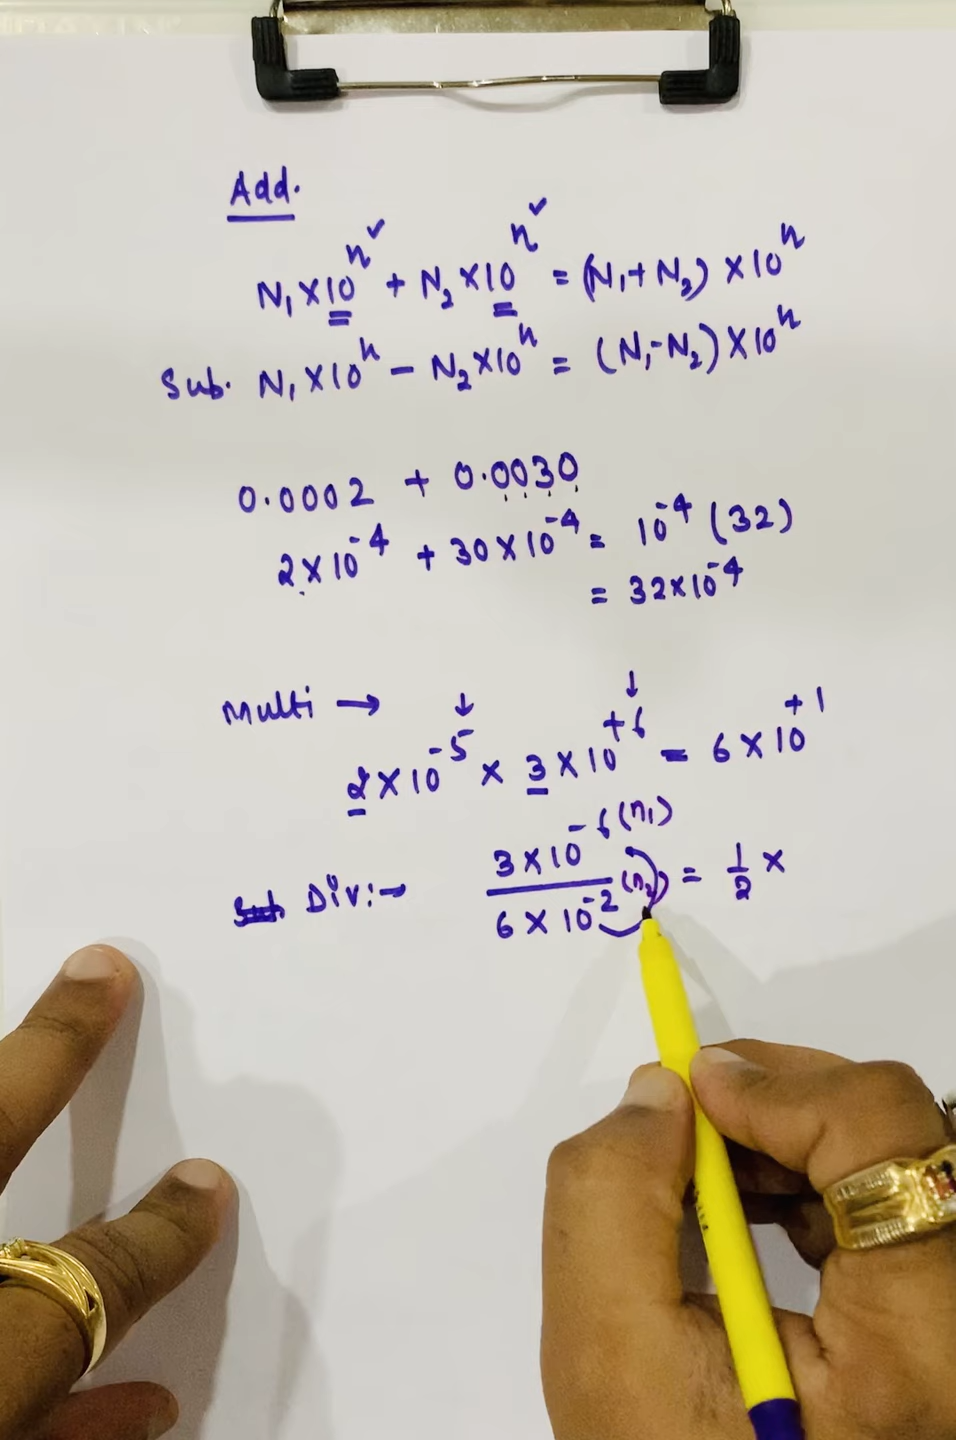 Add.
N₁×10ⁿ✓ + N₂×10ⁿ✓ = (N₁+N₂)×10ⁿ
Sub. N₁×10ⁿ - N₂×10ⁿ = (N₁-N₂)×10ⁿ
0.0002 + 0.0030
2×10⁻⁴ + 30×10⁻⁴ = 10⁻⁴(32)
= 32×10⁻⁴
Multi → 2×10⁻⁵ × 3×10⁺⁶ = 6×10⁺¹
Div:→ 3×10⁻⁶(n₁) / 6×10⁻²(n₂) = 1/2 ×